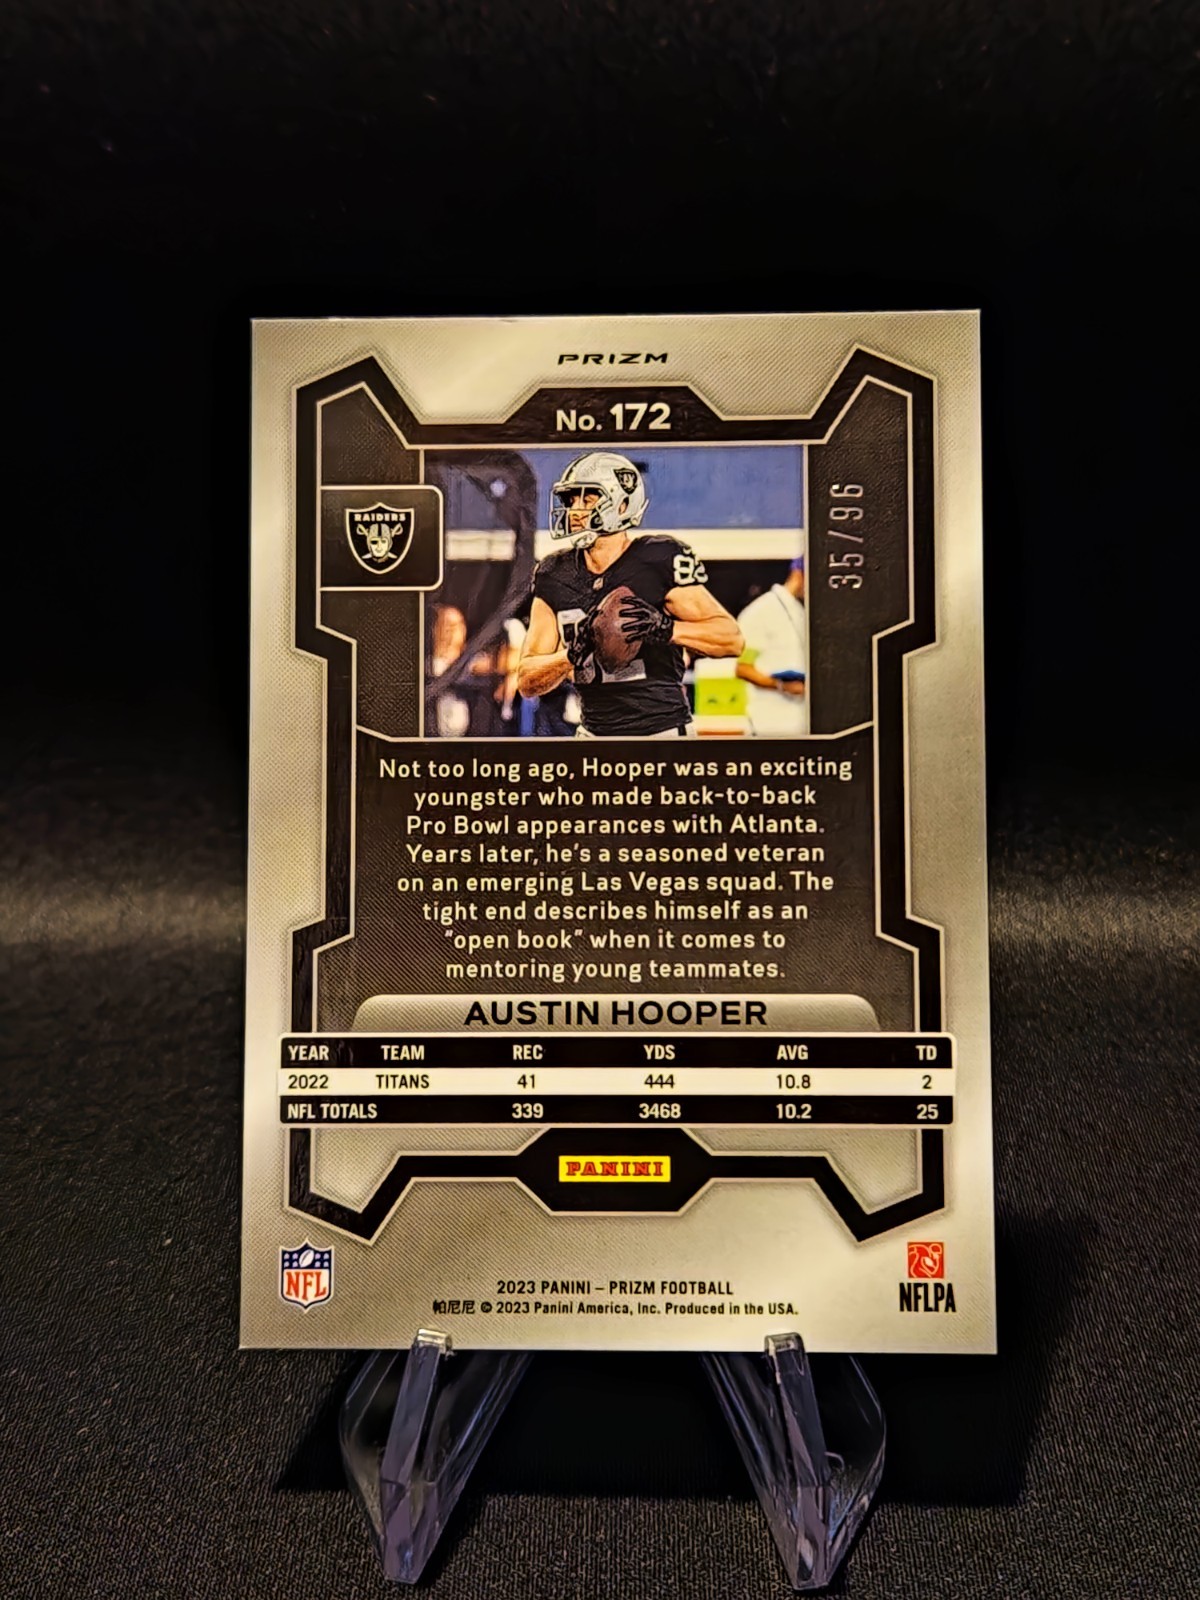 PRIZM
No. 172
RAIDERS
82
35/96
Not too long ago, Hooper was an exciting
youngster who made back-to-back
Pro Bowl appearances with Atlanta.
Years later, he's a seasoned veteran
on an emerging Las Vegas squad. The
tight end describes himself as an
"open book" when it comes to
mentoring young teammates.
AUSTIN HOOPER
YEAR TEAM REC YDS AVG TD
2022 TITANS 41 444 10.8 2
NFL TOTALS 339 3468 10.2 25
PANINI
NFL
2023 PANINI – PRIZM FOOTBALL
帕尼尼 © 2023 Panini America, Inc. Produced in the USA.
NFLPA